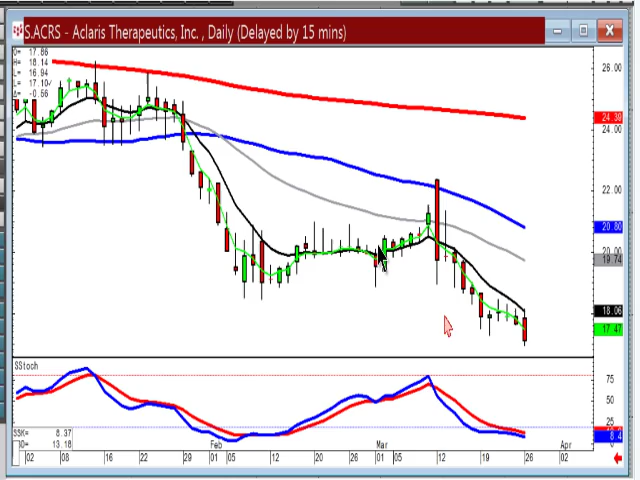 S.ACRS - Aclaris Therapeutics, Inc. , Daily (Delayed by 15 mins)
O= 17.86
H= 18.14
L= 16.94
L= 17.10
Δ= -0.56
26.00
24.39
24.00
22.00
20.80
20.00
19.74
18.06
17.47
SStoch
75
50
25
8.4
SSK= 8.37
D= 13.18
Feb Mar Apr
02 08 16 22 29 01 05 12 20 26 01 05 12 19 26 02